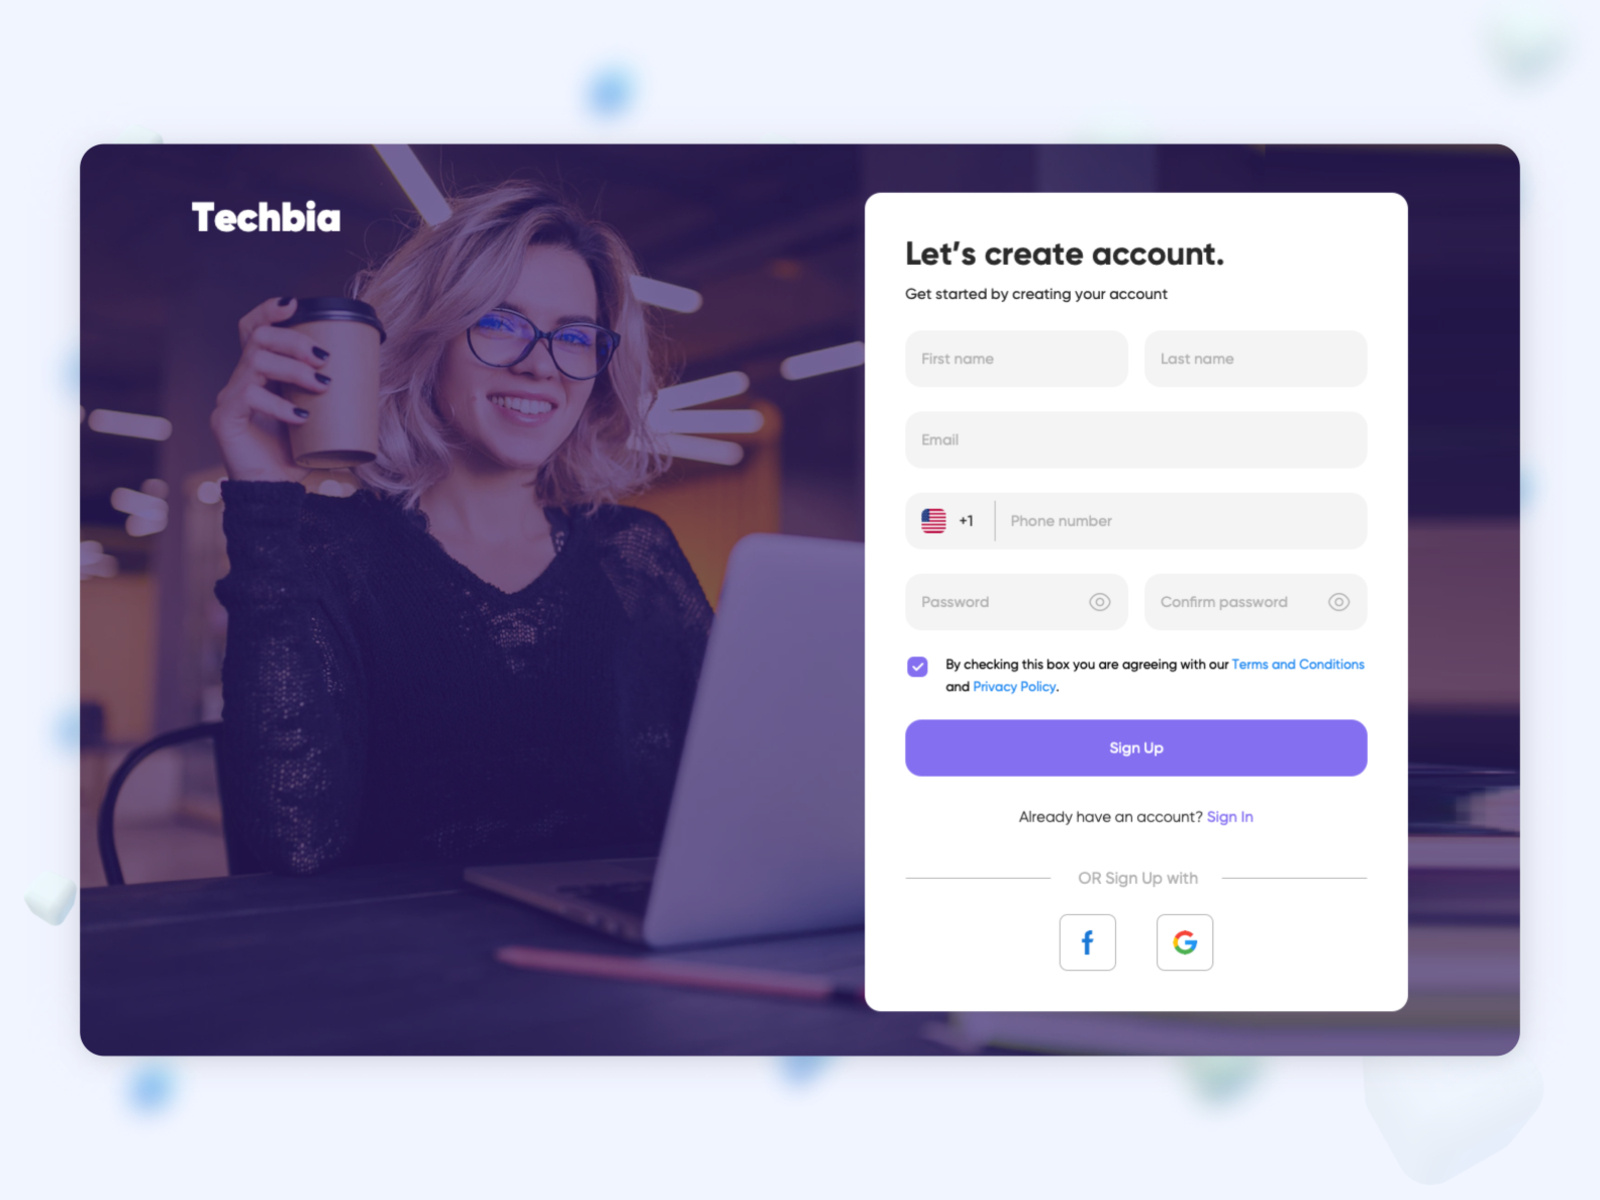 Techbia
Let's create account.
Get started by creating your account
First name
Last name
Email
+1
Phone number
Password
Confirm password
By checking this box you are agreeing with our Terms and Conditions
and Privacy Policy.
Sign Up
Already have an account? Sign In
OR Sign Up with